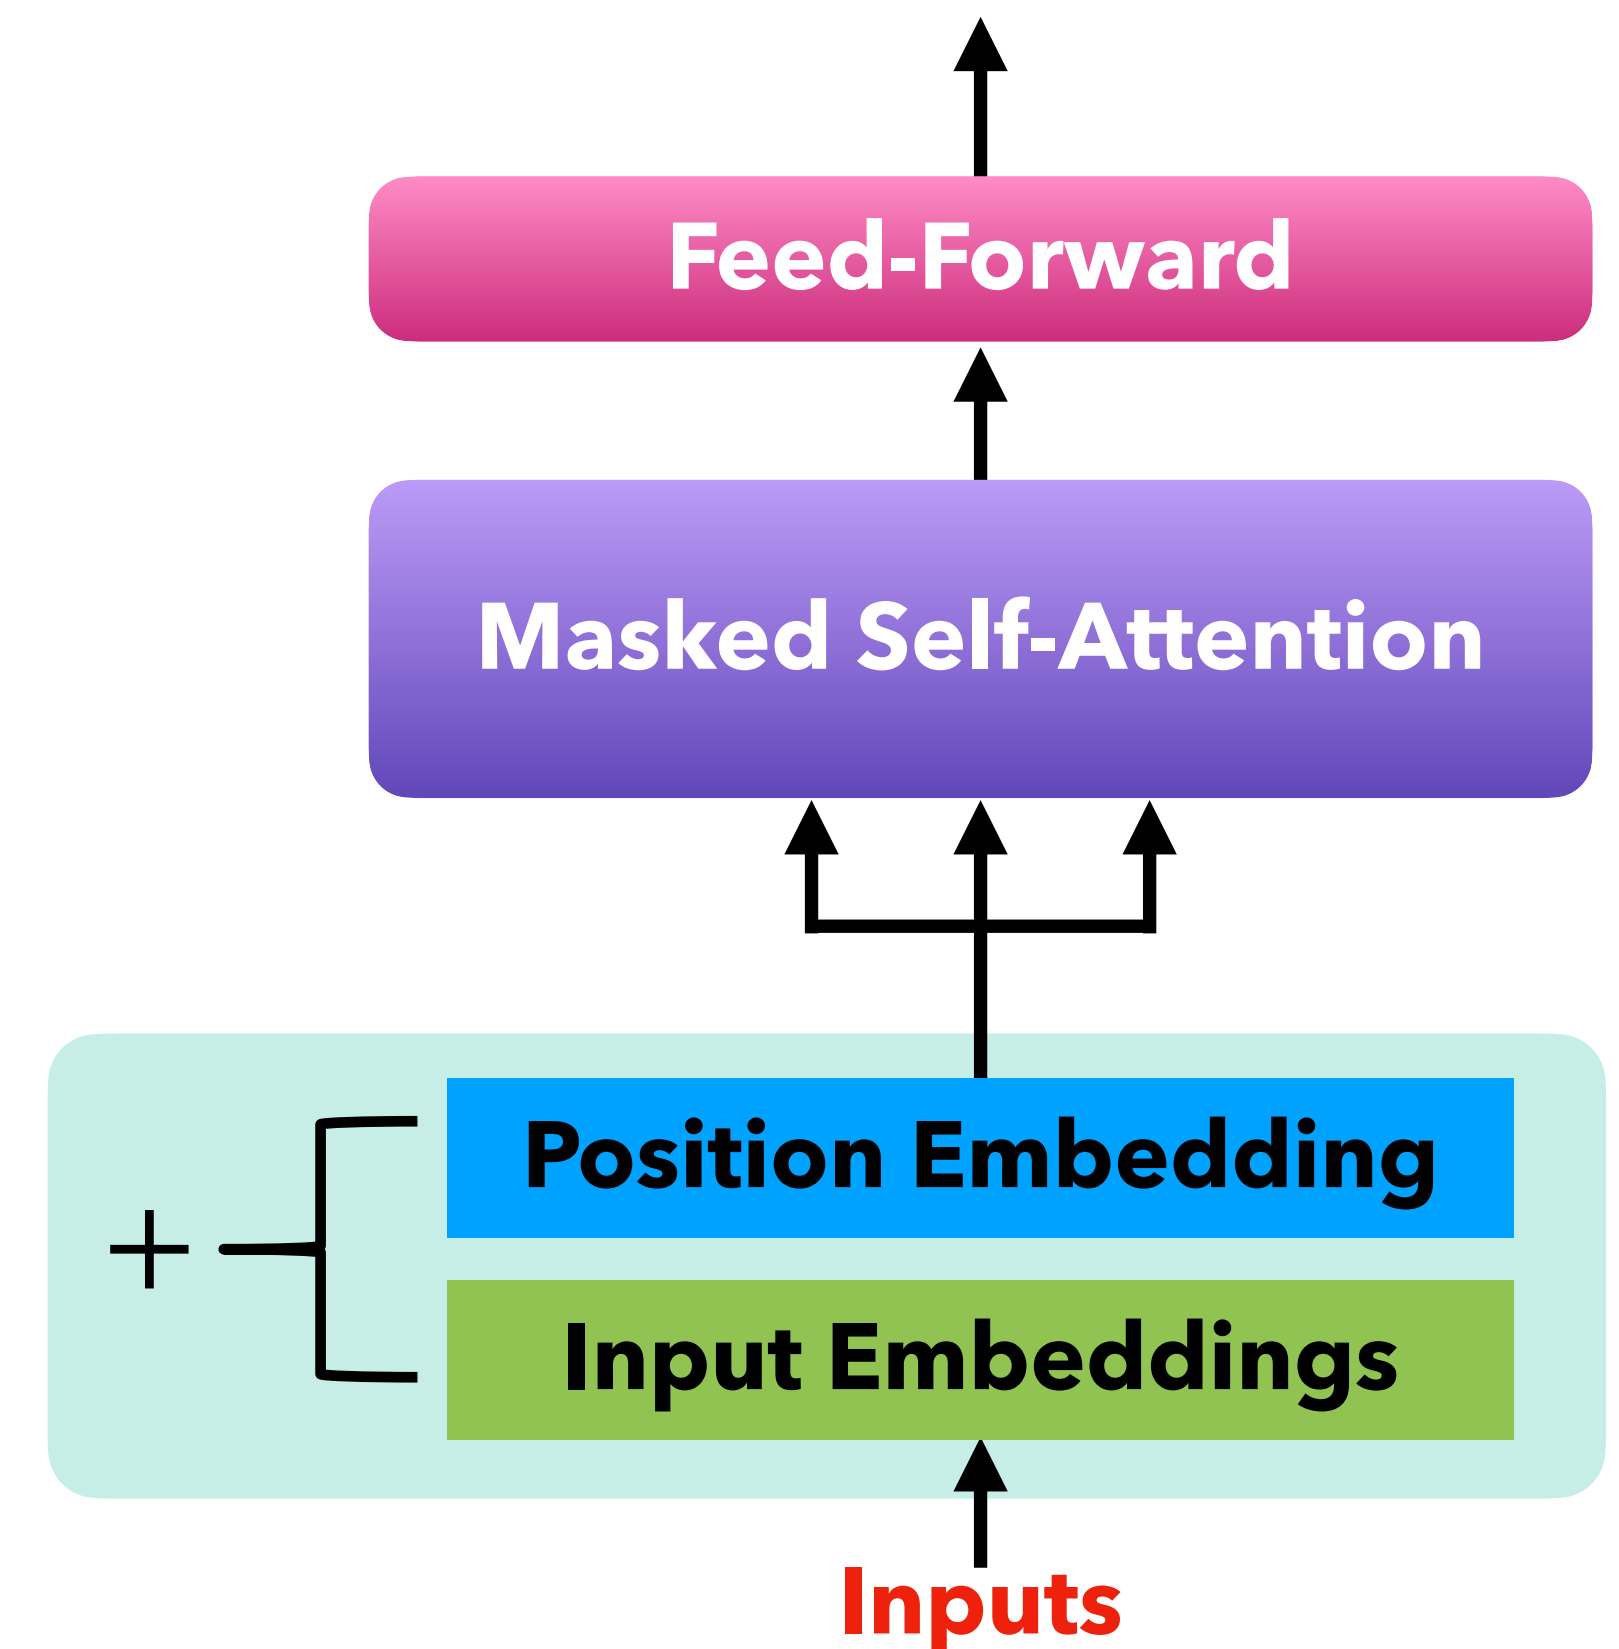 Feed-Forward
Masked Self-Attention
Position Embedding
+
Input Embeddings
Inputs